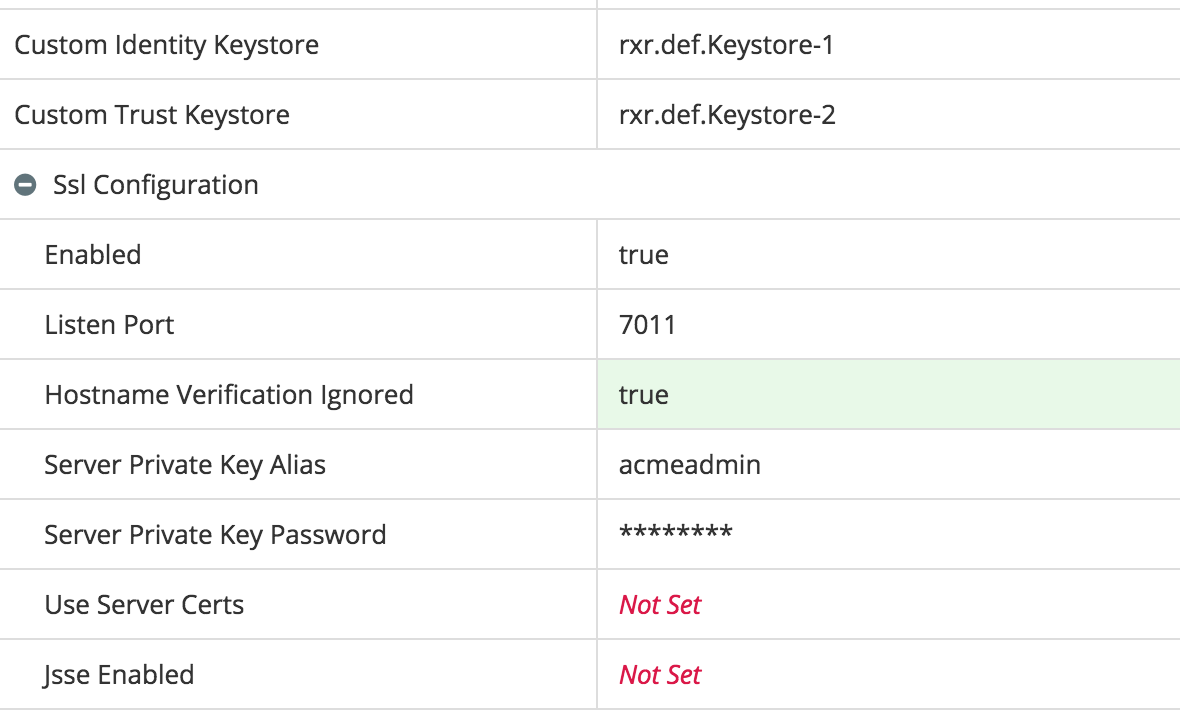 Custom Identity Keystore rxr.def.Keystore-1
Custom Trust Keystore rxr.def.Keystore-2
Ssl Configuration
Enabled true
Listen Port 7011
Hostname Verification Ignored true
Server Private Key Alias acmeadmin
Server Private Key Password ********
Use Server Certs Not Set
Jsse Enabled Not Set